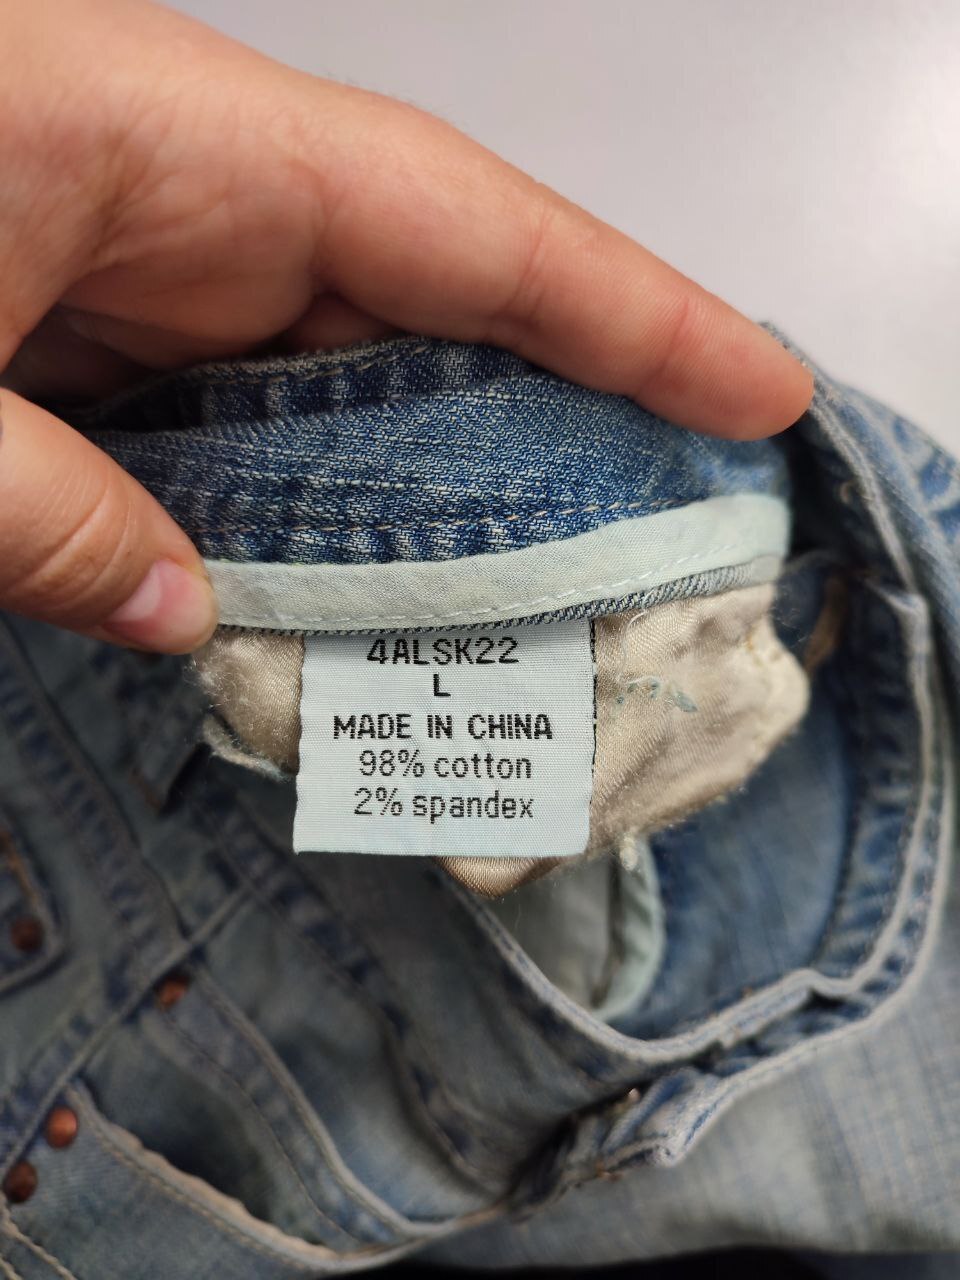 4ALSK22
L
MADE IN CHINA
98% cotton
2% spandex